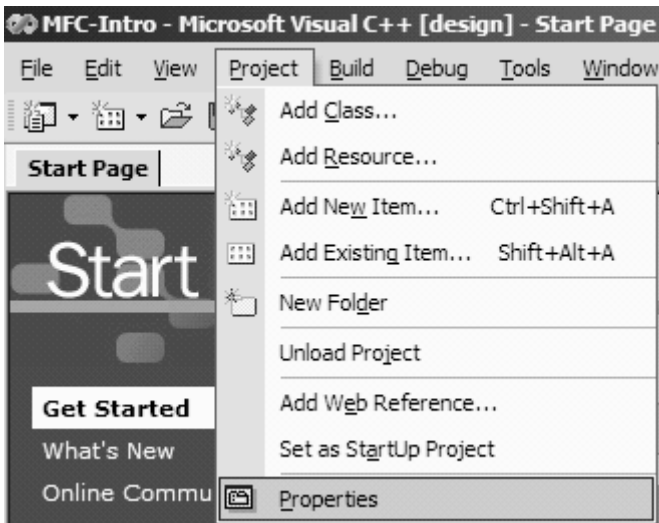 MFC-Intro - Microsoft Visual C++ [design] - Start Page
File Edit View Project Build Debug Tools Window
Add Class...
Add Resource...
Start Page
Add New Item... Ctrl+Shift+A
Add Existing Item... Shift+Alt+A
Start
New Folder
Unload Project
Get Started
Add Web Reference...
What's New
Set as StartUp Project
Online Commu
Properties